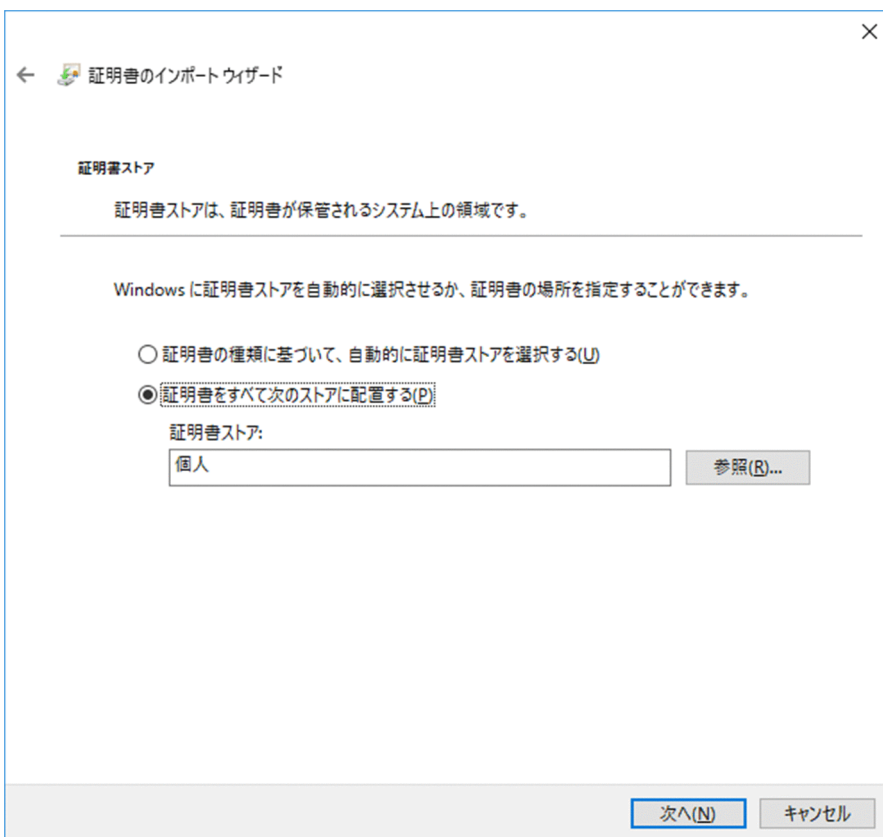 証明書のインポート ウィザード
証明書ストア
証明書ストアは、証明書が保管されるシステム上の領域です。
Windows に証明書ストアを自動的に選択させるか、証明書の場所を指定することができます。
証明書の種類に基づいて、自動的に証明書ストアを選択する(U)
証明書をすべて次のストアに配置する(P)
証明書ストア:
個人
参照(R)...
次へ(N)
キャンセル